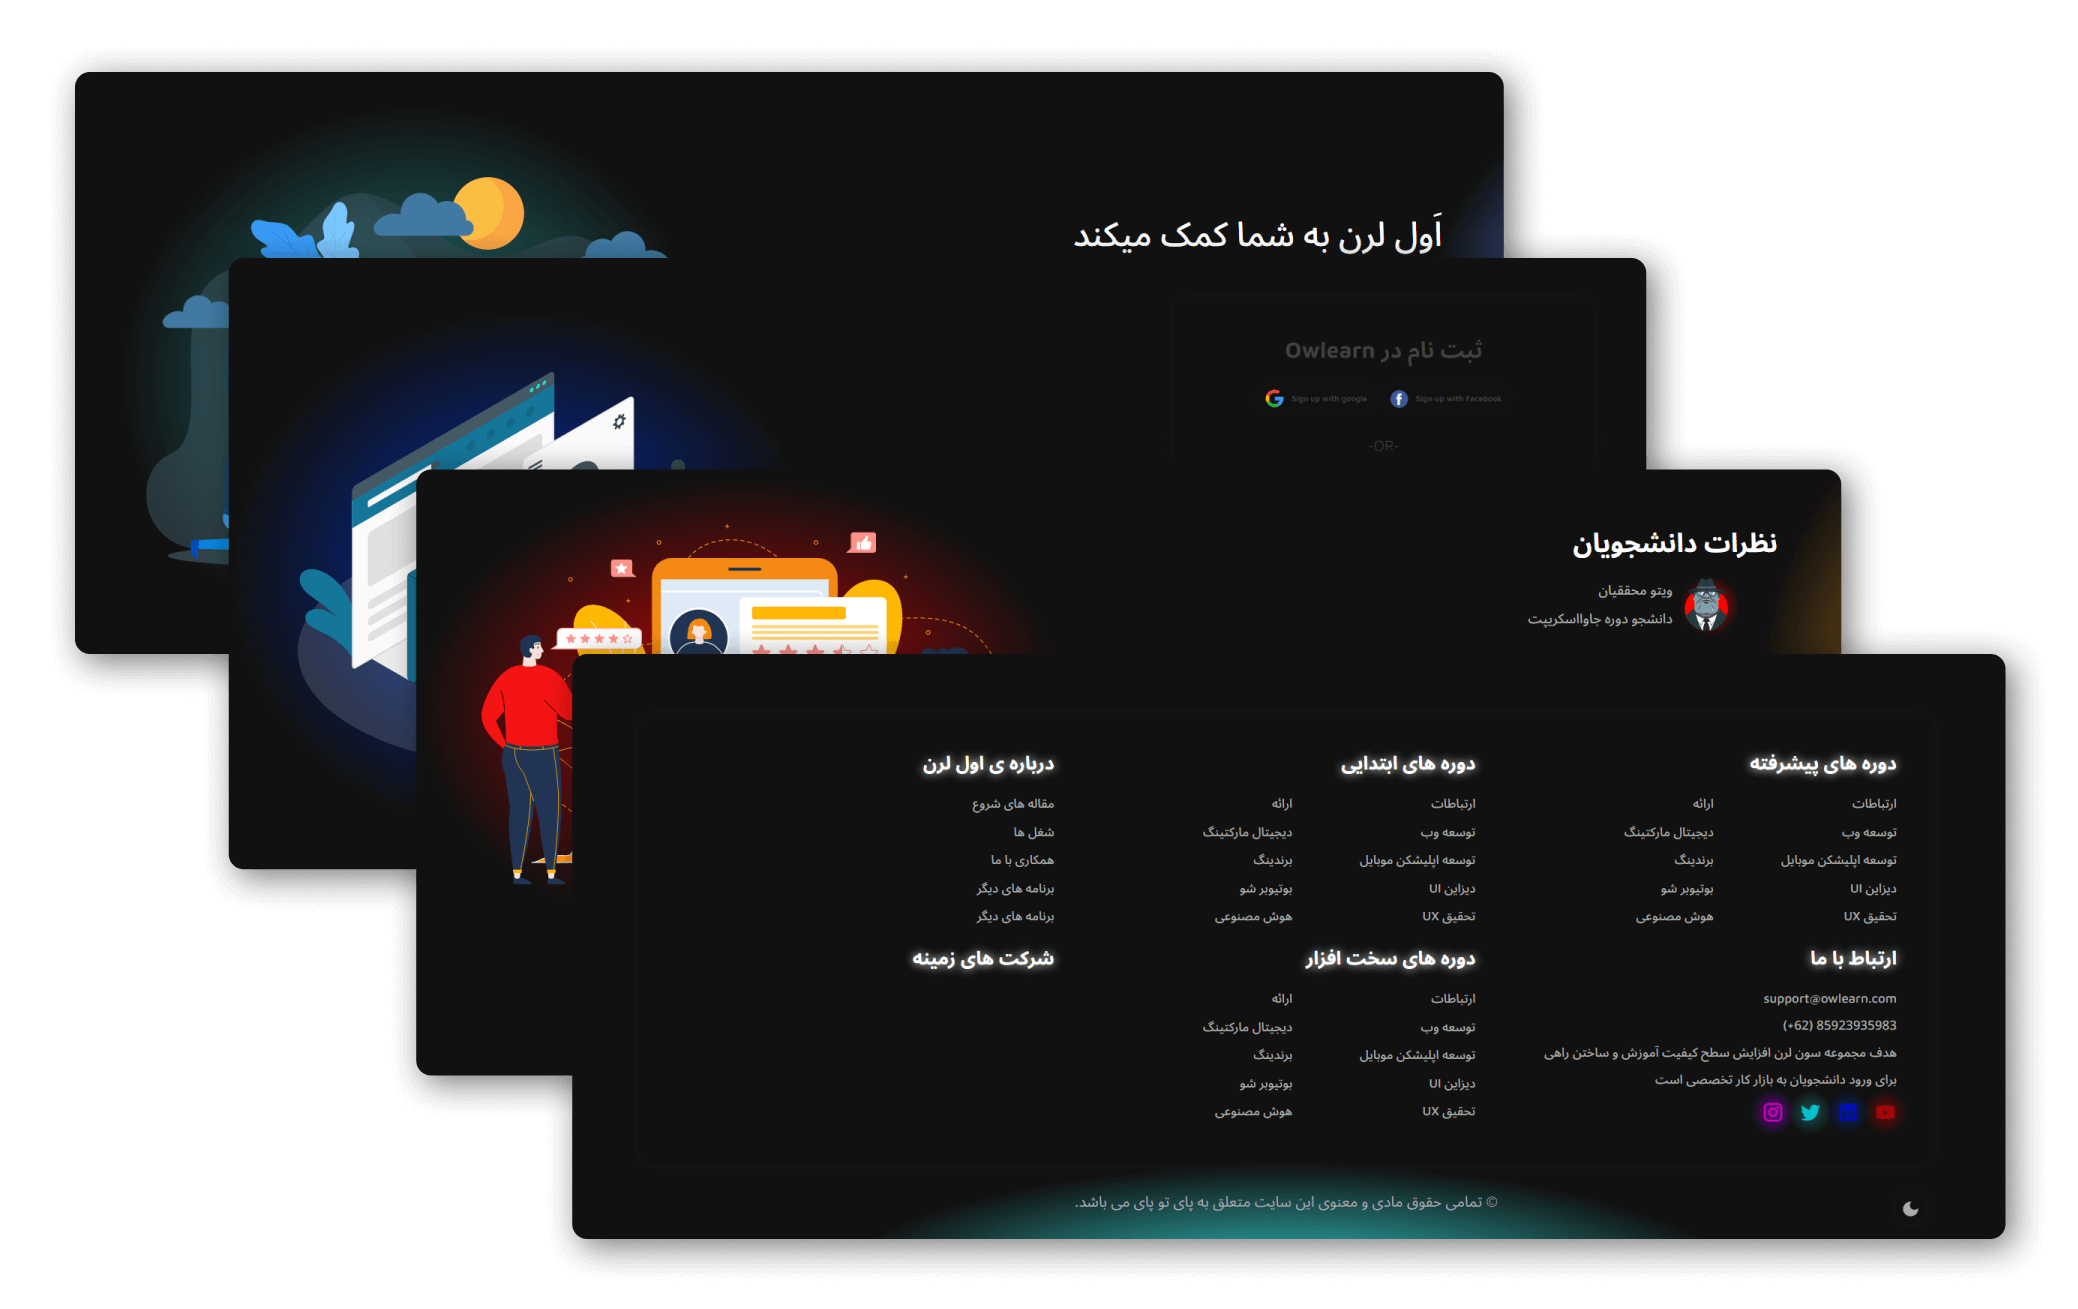 اَول لرن به شما کمک میکند
ثبت نام در Owlearn
Sign up with google
Sign up with Facebook
-OR-
نظرات دانشجویان
ویتو محققیان
دانشجو دوره جاوااسکریپت
دوره های پیشرفته
ارتباطات
ارائه
توسعه وب
دیجیتال مارکتینگ
توسعه اپلیشکن موبایل
برندینگ
دیزاین UI
بوتیوبر شو
تحقیق UX
هوش مصنوعی
دوره های ابتدایی
ارتباطات
ارائه
توسعه وب
دیجیتال مارکتینگ
توسعه اپلیشکن موبایل
برندینگ
دیزاین UI
بوتیوبر شو
تحقیق UX
هوش مصنوعی
درباره ی اول لرن
مقاله های شروع
شغل ها
همکاری با ما
برنامه های دیگر
برنامه های دیگر
ارتباط با ما
support@owlearn.com
(+62) 85923935983
هدف مجموعه سون لرن افزایش سطح کیفیت آموزش و ساختن راهی
برای ورود دانشجویان به بازار کار تخصصی است
دوره های سخت افزار
ارتباطات
ارائه
توسعه وب
دیجیتال مارکتینگ
توسعه اپلیشکن موبایل
برندینگ
دیزاین UI
بوتیوبر شو
تحقیق UX
هوش مصنوعی
شرکت های زمینه
© تمامی حقوق مادی و معنوی این سایت متعلق به پای تو پای می باشد.